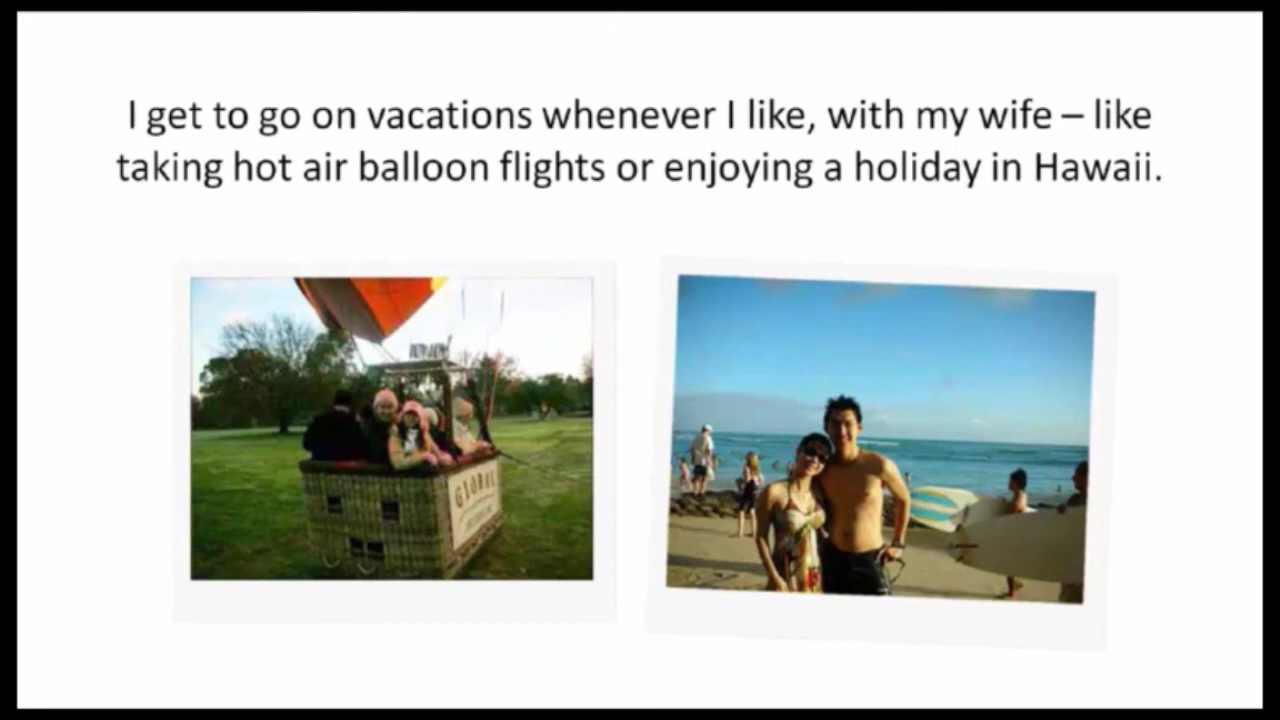 I get to go on vacations whenever I like, with my wife – like
taking hot air balloon flights or enjoying a holiday in Hawaii.
GLOBAL